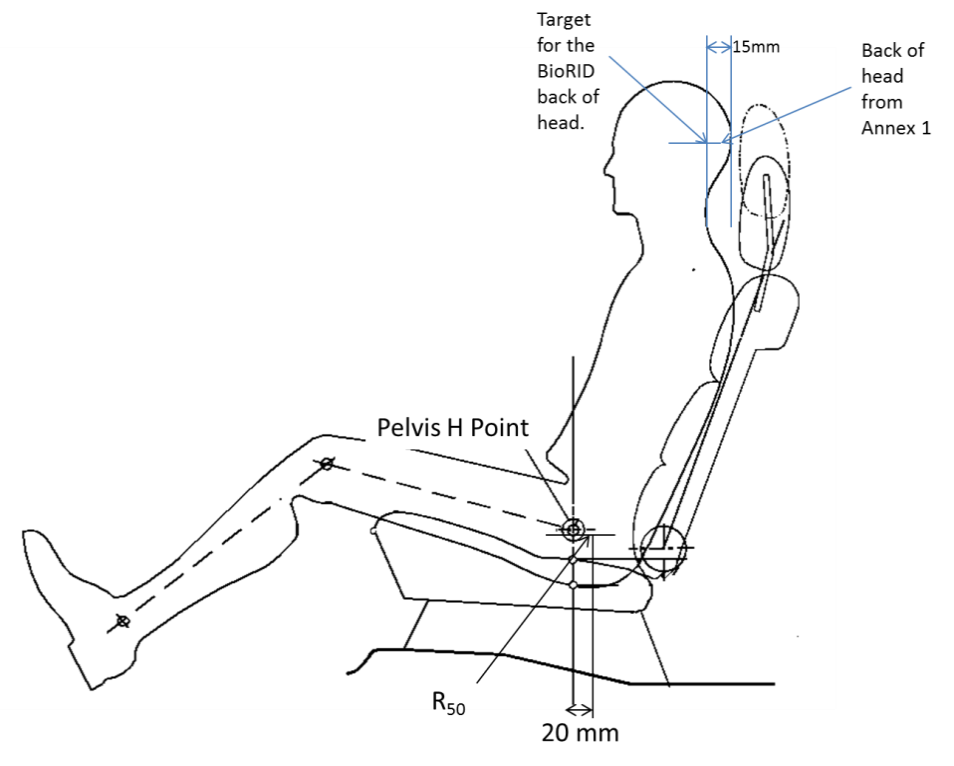 Target
for the
BioRID
back of
head.
15mm
Back of
head
from
Annex 1
Pelvis H Point
R50
20 mm